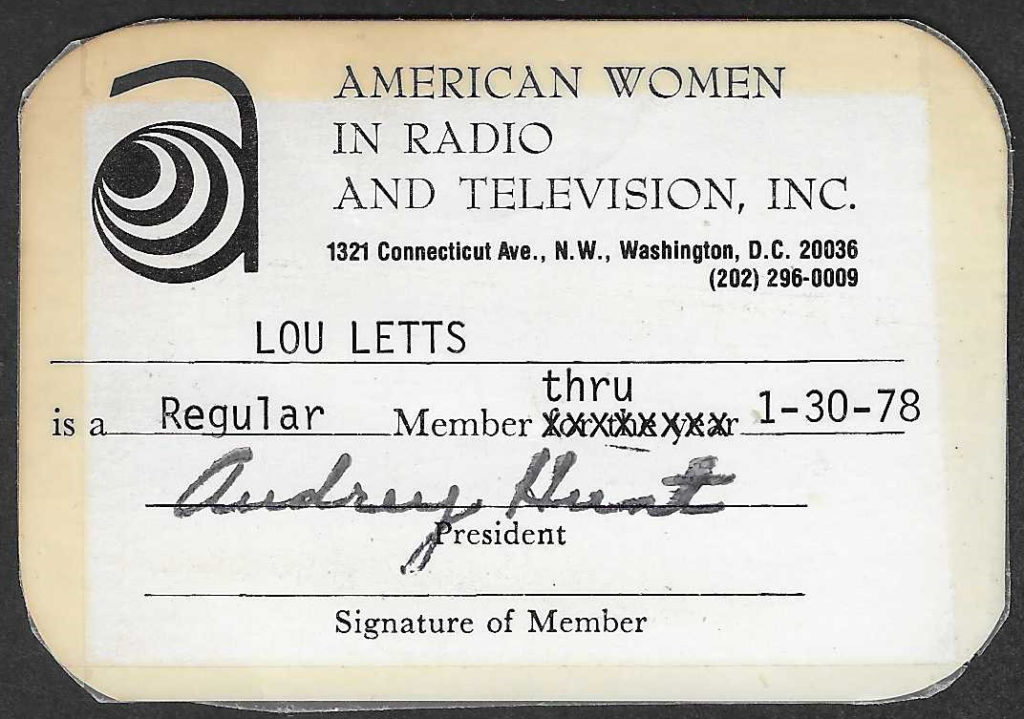 AMERICAN WOMEN
IN RADIO
AND TELEVISION, INC.
1321 Connecticut Ave., N.W., Washington, D.C. 20036
(202) 296-0009
LOU LETTS
thru
is a Regular Member for the year 1-30-78
Audrey Hunt
President
Signature of Member